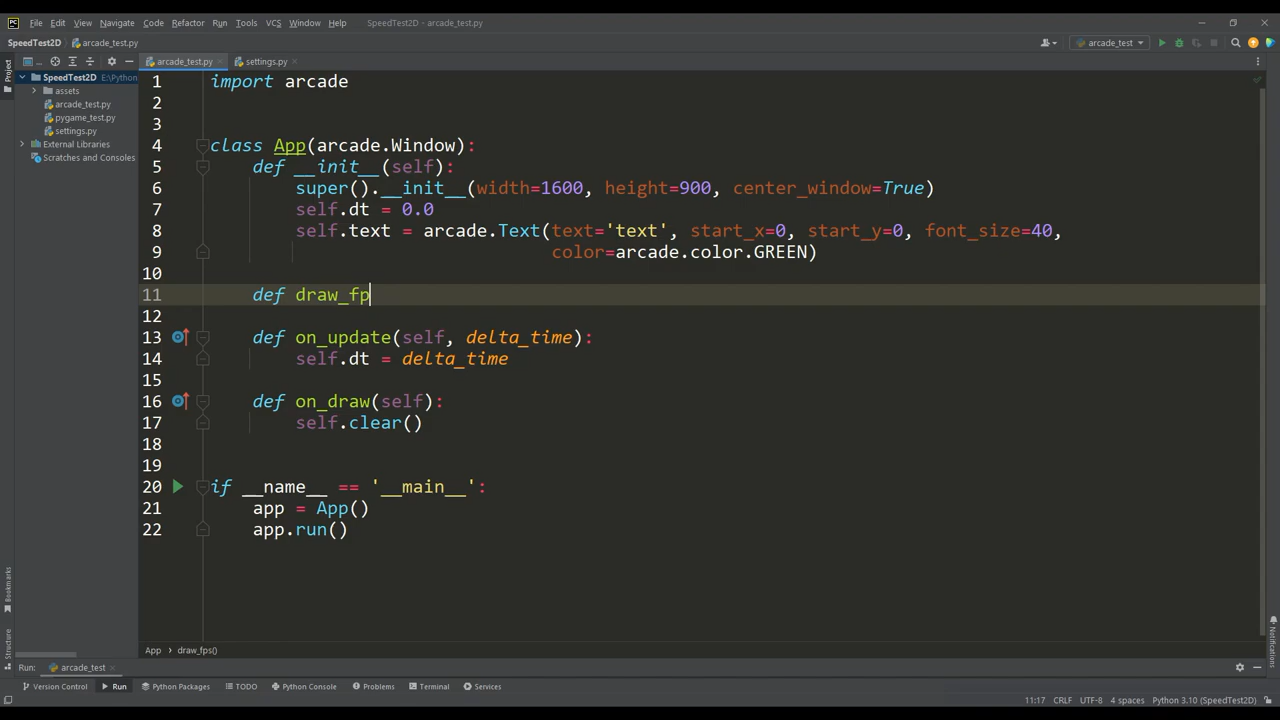 File Edit View Navigate Code Refactor Run Tools VCS Window Help SpeedTest2D - arcade_test.py
SpeedTest2D arcade_test.py arcade_test
Project
... arcade_test.py settings.py
SpeedTest2D E:\Python
assets
arcade_test.py
pygame_test.py
settings.py
External Libraries
Scratches and Consoles
1 import arcade
2
3
4 class App(arcade.Window):
5 def __init__(self):
6 super().__init__(width=1600, height=900, center_window=True)
7 self.dt = 0.0
8 self.text = arcade.Text(text='text', start_x=0, start_y=0, font_size=40,
9 color=arcade.color.GREEN)
10
11 def draw_fp
12
13 def on_update(self, delta_time):
14 self.dt = delta_time
15
16 def on_draw(self):
17 self.clear()
18
19
20 if __name__ == '__main__':
21 app = App()
22 app.run()
Bookmarks
Structure
Notifications
App draw_fps()
Run: arcade_test
Version Control Run Python Packages TODO Python Console Problems Terminal Services
11:17 CRLF UTF-8 4 spaces Python 3.10 (SpeedTest2D)